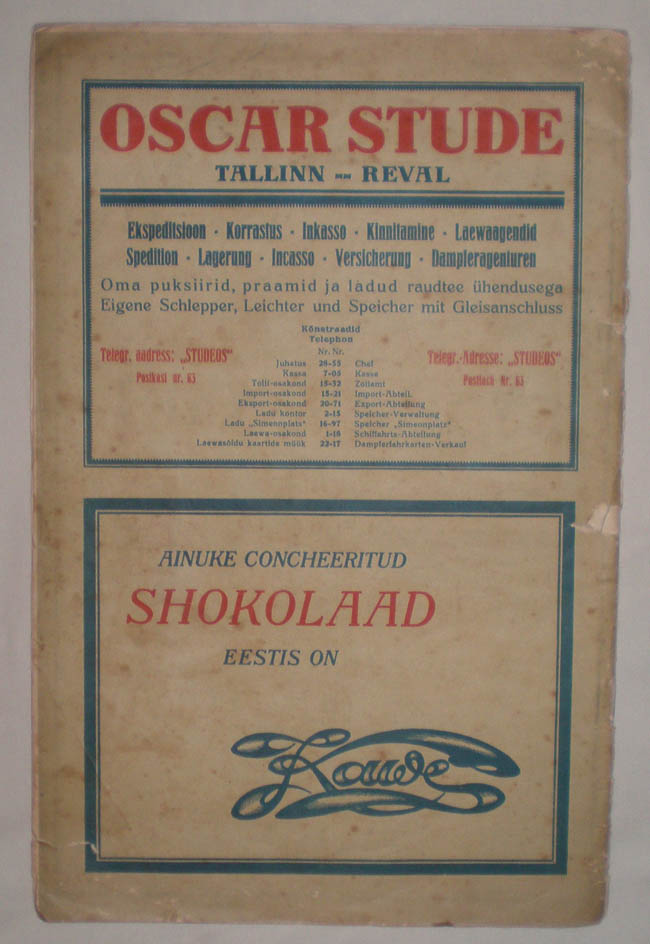 OSCAR STUDE
TALLINN -- REVAL
Ekspeditsioon · Korrastus · Inkasso · Kinnitamine · Laewaagendid
Spedition · Lagerung · Incasso · Versicherung · Dampferagenturen
Oma puksiirid, praamid ja ladud raudtee ühendusega
Eigene Schlepper, Leichter und Speicher mit Gleisanschluss
Kõnetraadid
Telephon
Nr. Nr.
Telegr. aadress: „STUDEOS"
Postkast nr. 63
Telegr.-Adresse: „STUDEOS"
Postfach Nr. 63
Juhatus 28-55 Chef
Kassa 7-05 Kassa
Tolli-osakond 15-32 Zollamt
Import-osakond 15-21 Import-Abteil.
Eksport-osakond 20-71 Export-Abteilung
Ladu kontor 2-15 Speicher-Verwaltung
Ladu „Simeonplats" 16-97 Speicher „Simeonplatz"
Laewa-osakond 1-18 Schiffahrts-Abteilung
Laewasõidu kaartide müük 22-17 Dampferfahrkarten-Verkauf
AINUKE CONCHEERITUD
SHOKOLAAD
EESTIS ON
Kawe